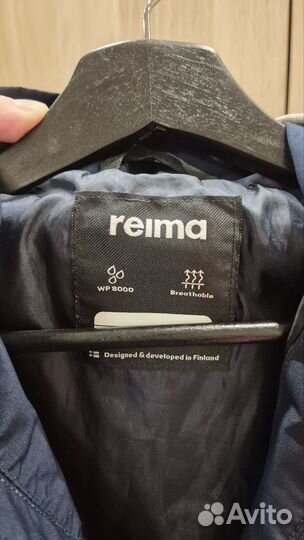 reima
WP 8000
Breathable
Designed & developed in Finland
Avito